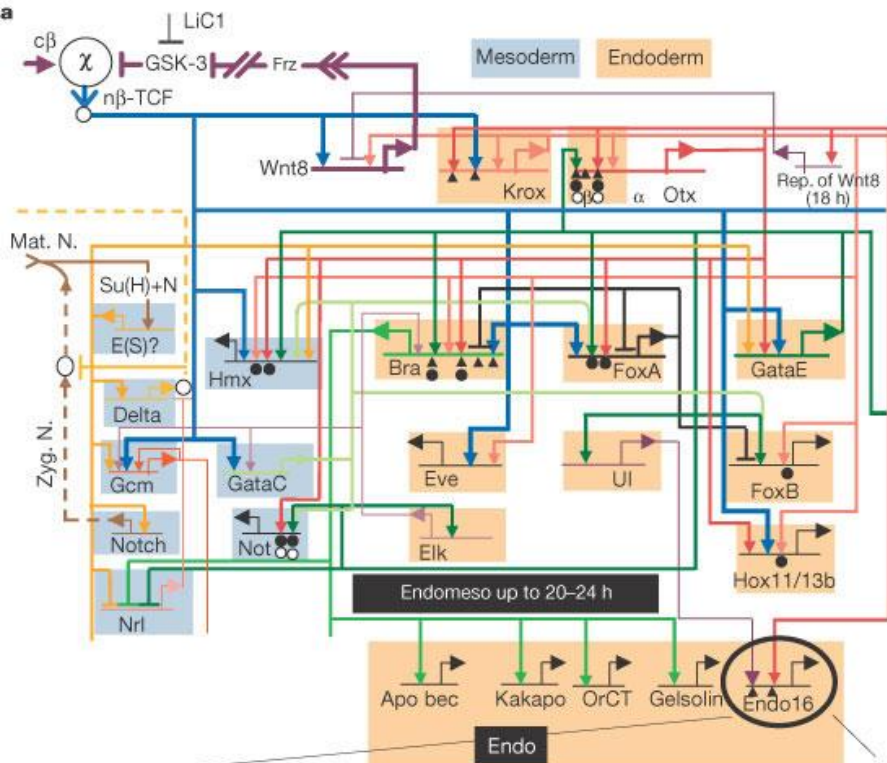 a
LiC1
cβ
χ
GSK-3
Frz
nβ-TCF
Mesoderm
Endoderm
Wnt8
Krox
β
α
Otx
Rep. of Wnt8
(18 h)
Mat. N.
Su(H)+N
E(S)?
Hmx
Bra
FoxA
GataE
Delta
Zyg. N.
Gcm
GataC
Eve
UI
FoxB
Notch
Not
Elk
Hox11/13b
Nrl
Endomeso up to 20–24 h
Apo bec
Kakapo
OrCT
Gelsolin
Endo16
Endo